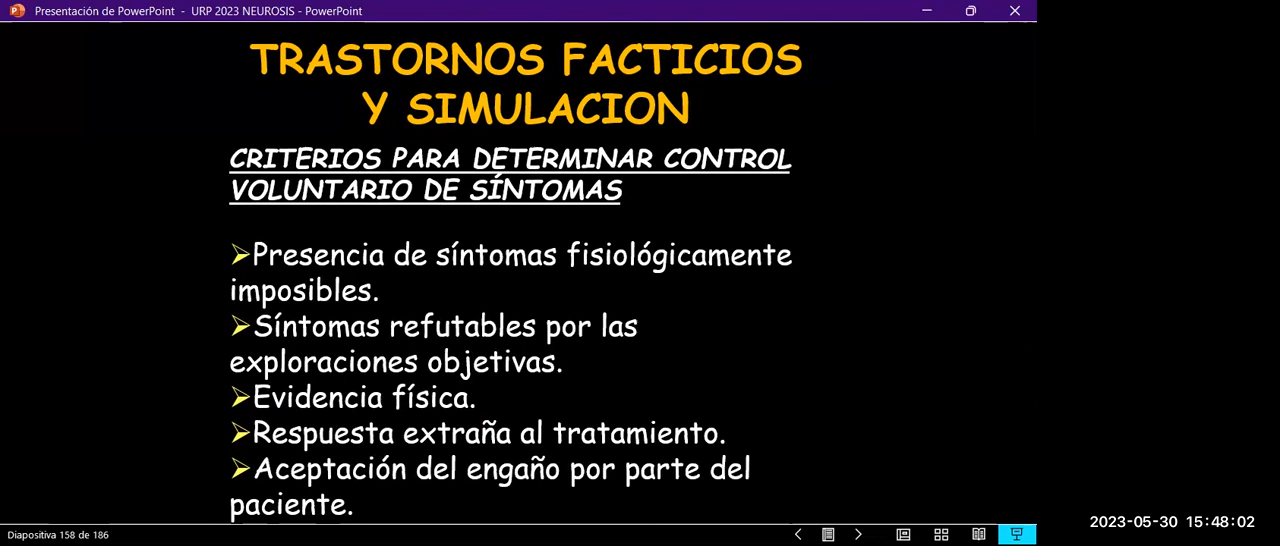 Presentación de PowerPoint - URP 2023 NEUROSIS - PowerPoint
TRASTORNOS FACTICIOS
Y SIMULACION
CRITERIOS PARA DETERMINAR CONTROL
VOLUNTARIO DE SÍNTOMAS
➢Presencia de síntomas fisiológicamente
imposibles.
➢Síntomas refutables por las
exploraciones objetivas.
➢Evidencia física.
➢Respuesta extraña al tratamiento.
➢Aceptación del engaño por parte del
paciente.
Diapositiva 158 de 186
2023-05-30 15:48:02